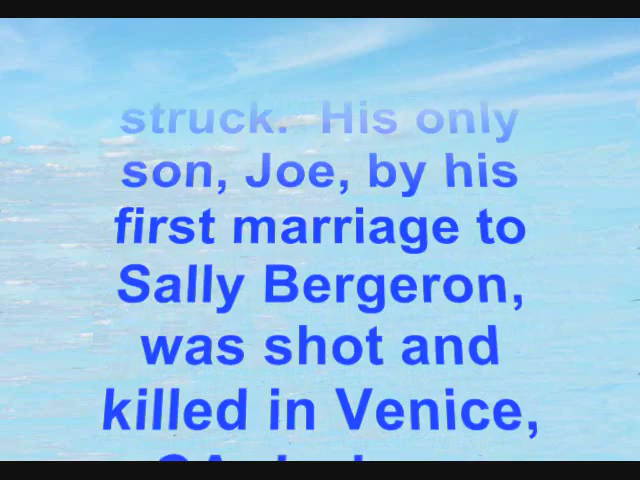 struck. His only
son, Joe, by his
first marriage to
Sally Bergeron,
was shot and
killed in Venice,